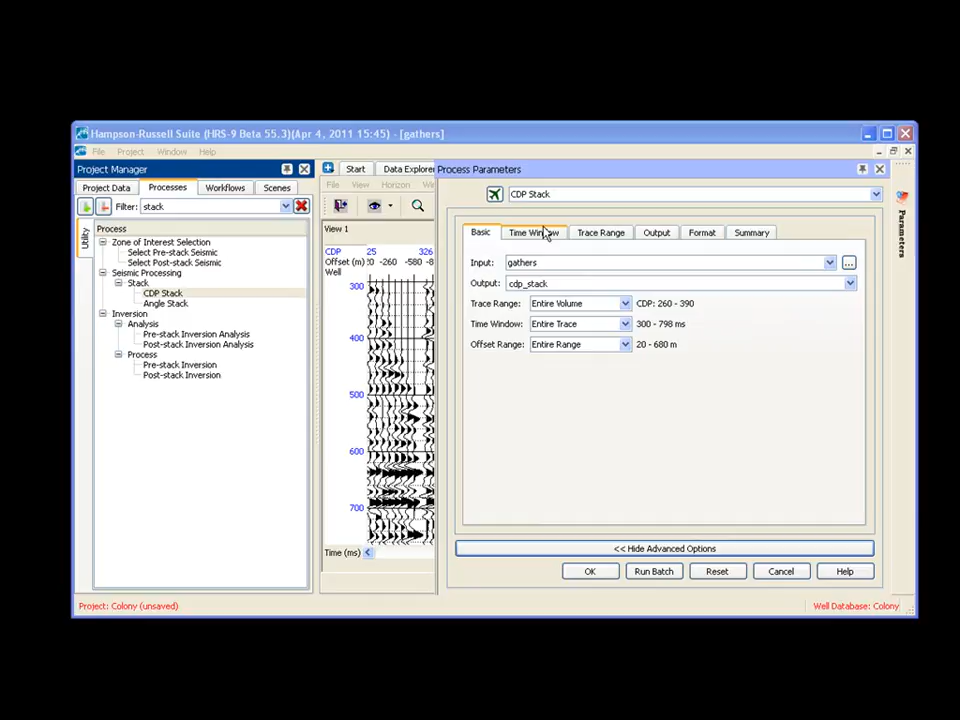 Hampson-Russell Suite (HRS-9 Beta 55.3)(Apr 4, 2011 15:45) - [gathers]
File Project Window Help
Project Manager
Project Data Processes Workflows Scenes
Filter: stack
Utility
Process
Zone of Interest Selection
Select Pre-stack Seismic
Select Post-stack Seismic
Seismic Processing
Stack
CDP Stack
Angle Stack
Inversion
Analysis
Pre-stack Inversion Analysis
Post-stack Inversion Analysis
Process
Pre-stack Inversion
Post-stack Inversion
Start Data Explorer
File View Horizon
View 1
CDP 25 326
Offset (m) :0 -260 -580 -8
Well
300
400
500
600
700
Time (ms)
Process Parameters
CDP Stack
Basic Time Window Trace Range Output Format Summary
Input: gathers ...
Output: cdp_stack
Trace Range: Entire Volume CDP: 260 - 390
Time Window: Entire Trace 300 - 798 ms
Offset Range: Entire Range 20 - 680 m
<< Hide Advanced Options
OK Run Batch Reset Cancel Help
Parameters
Project: Colony (unsaved)
Well Database: Colony